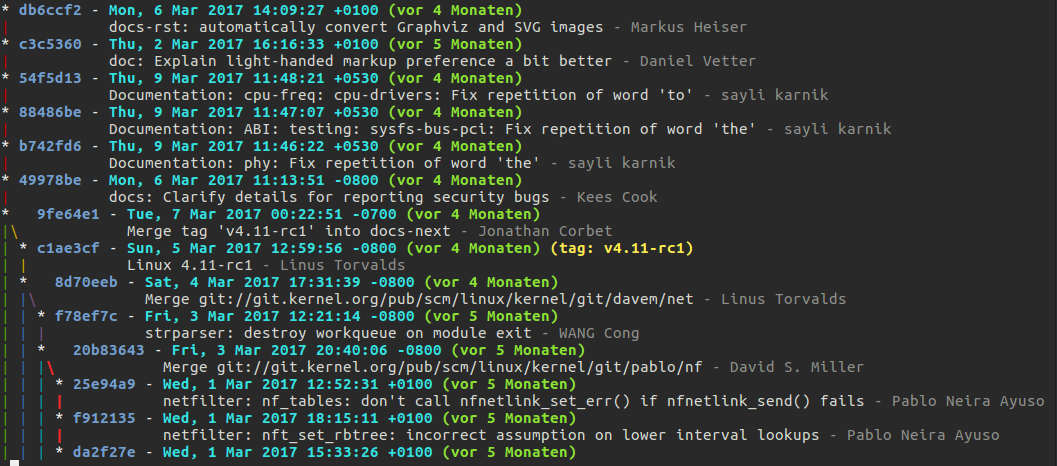 * db6ccf2 - Mon, 6 Mar 2017 14:09:27 +0100 (vor 4 Monaten)
| docs-rst: automatically convert Graphviz and SVG images - Markus Heiser
* c3c5360 - Thu, 2 Mar 2017 16:16:33 +0100 (vor 5 Monaten)
| doc: Explain light-handed markup preference a bit better - Daniel Vetter
* 54f5d13 - Thu, 9 Mar 2017 11:48:21 +0530 (vor 4 Monaten)
| Documentation: cpu-freq: cpu-drivers: Fix repetition of word 'to' - sayli karnik
* 88486be - Thu, 9 Mar 2017 11:47:07 +0530 (vor 4 Monaten)
| Documentation: ABI: testing: sysfs-bus-pci: Fix repetition of word 'the' - sayli karnik
* b742fd6 - Thu, 9 Mar 2017 11:46:22 +0530 (vor 4 Monaten)
| Documentation: phy: Fix repetition of word 'the' - sayli karnik
* 49978be - Mon, 6 Mar 2017 11:13:51 -0800 (vor 4 Monaten)
| docs: Clarify details for reporting security bugs - Kees Cook
* 9fe64e1 - Tue, 7 Mar 2017 00:22:51 -0700 (vor 4 Monaten)
|\ Merge tag 'v4.11-rc1' into docs-next - Jonathan Corbet
| * c1ae3cf - Sun, 5 Mar 2017 12:59:56 -0800 (vor 4 Monaten) (tag: v4.11-rc1)
| | Linux 4.11-rc1 - Linus Torvalds
| * 8d70eeb - Sat, 4 Mar 2017 17:31:39 -0800 (vor 4 Monaten)
| |\ Merge git://git.kernel.org/pub/scm/linux/kernel/git/davem/net - Linus Torvalds
| | * f78ef7c - Fri, 3 Mar 2017 12:21:14 -0800 (vor 5 Monaten)
| | | strparser: destroy workqueue on module exit - WANG Cong
| | * 20b83643 - Fri, 3 Mar 2017 20:40:06 -0800 (vor 5 Monaten)
| | |\ Merge git://git.kernel.org/pub/scm/linux/kernel/git/pablo/nf - David S. Miller
| | | * 25e94a9 - Wed, 1 Mar 2017 12:52:31 +0100 (vor 5 Monaten)
| | | | netfilter: nf_tables: don't call nfnetlink_set_err() if nfnetlink_send() fails - Pablo Neira Ayuso
| | | * f912135 - Wed, 1 Mar 2017 18:15:11 +0100 (vor 5 Monaten)
| | | | netfilter: nft_set_rbtree: incorrect assumption on lower interval lookups - Pablo Neira Ayuso
| | | * da2f27e - Wed, 1 Mar 2017 15:33:26 +0100 (vor 5 Monaten)